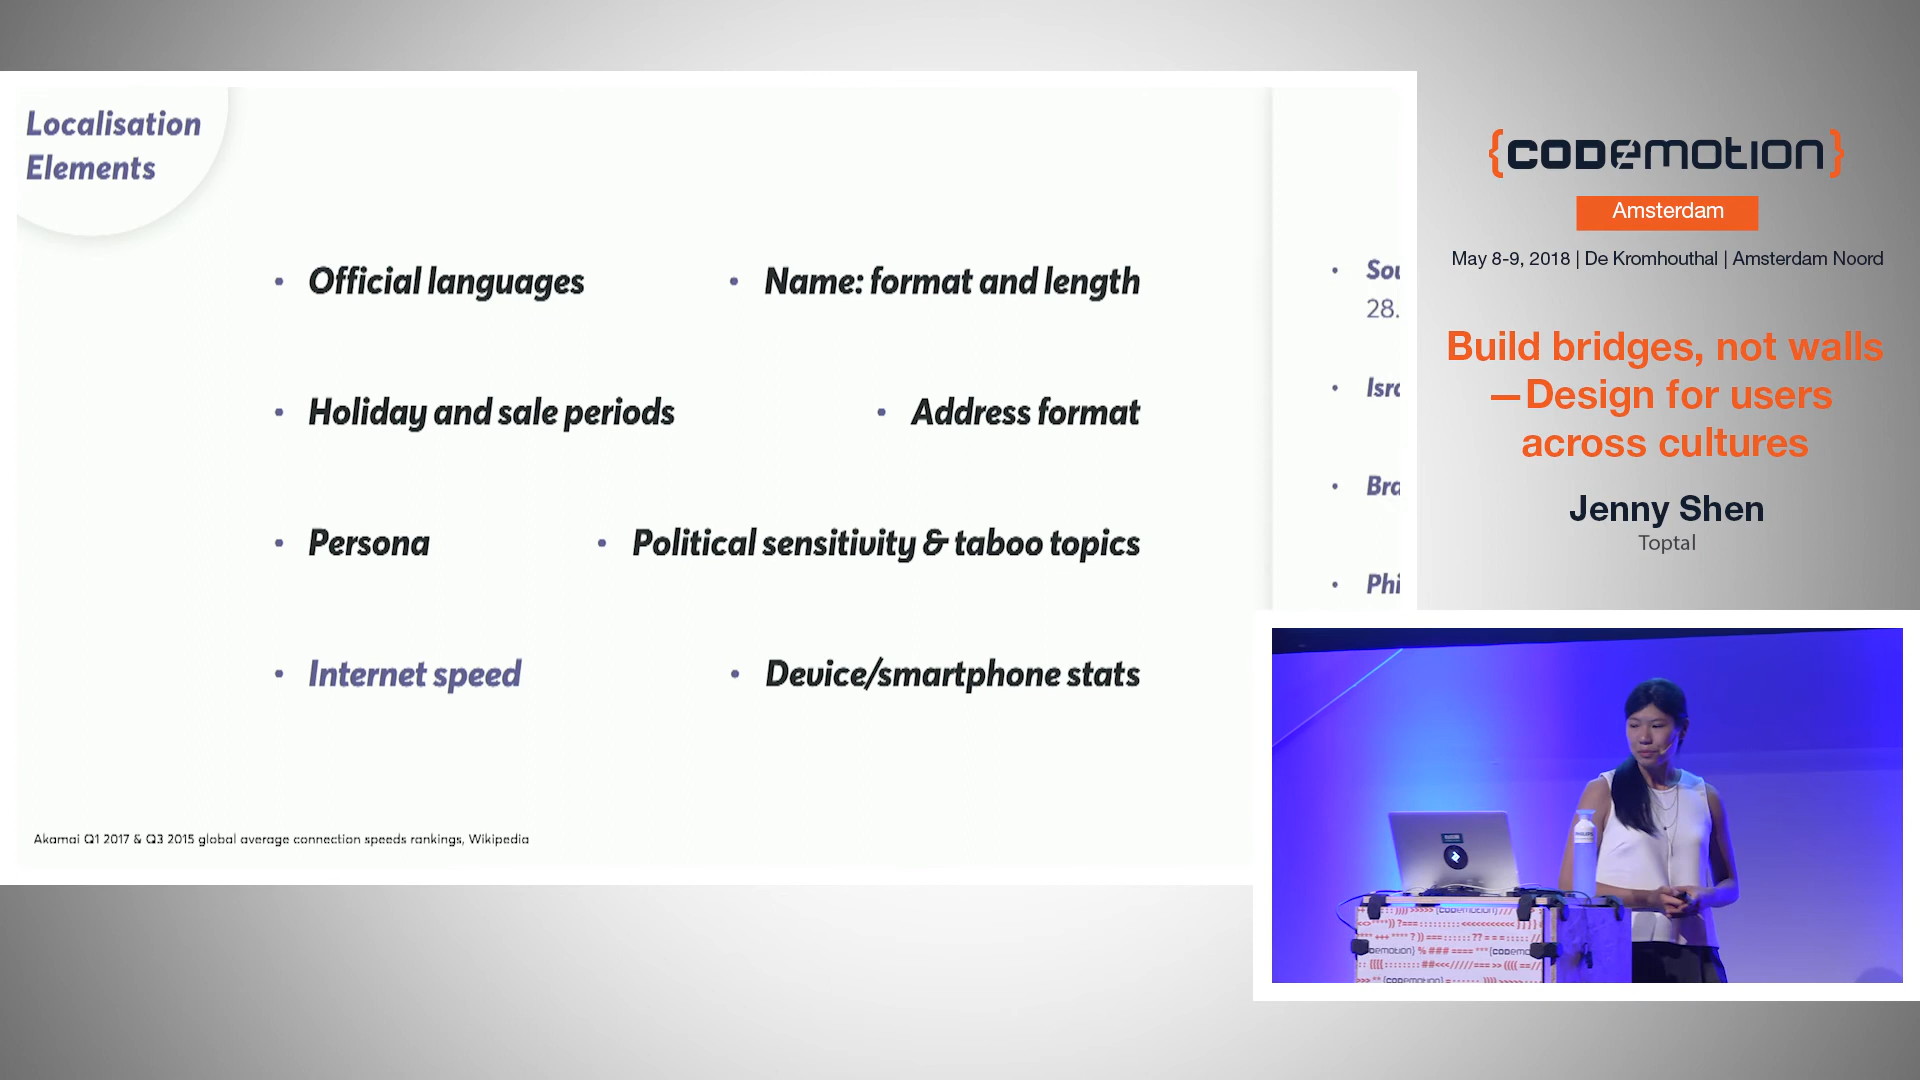 Localisation
Elements
Official languages
Name: format and length
Holiday and sale periods
Address format
Persona
Political sensitivity & taboo topics
Internet speed
Device/smartphone stats
28.
Akamai Q1 2017 & Q3 2015 global average connection speeds rankings, Wikipedia
{CODEMOTION}
Amsterdam
May 8-9, 2018 | De Kromhouthal | Amsterdam Noord
Build bridges, not walls
—Design for users
across cultures
Jenny Shen
Toptal